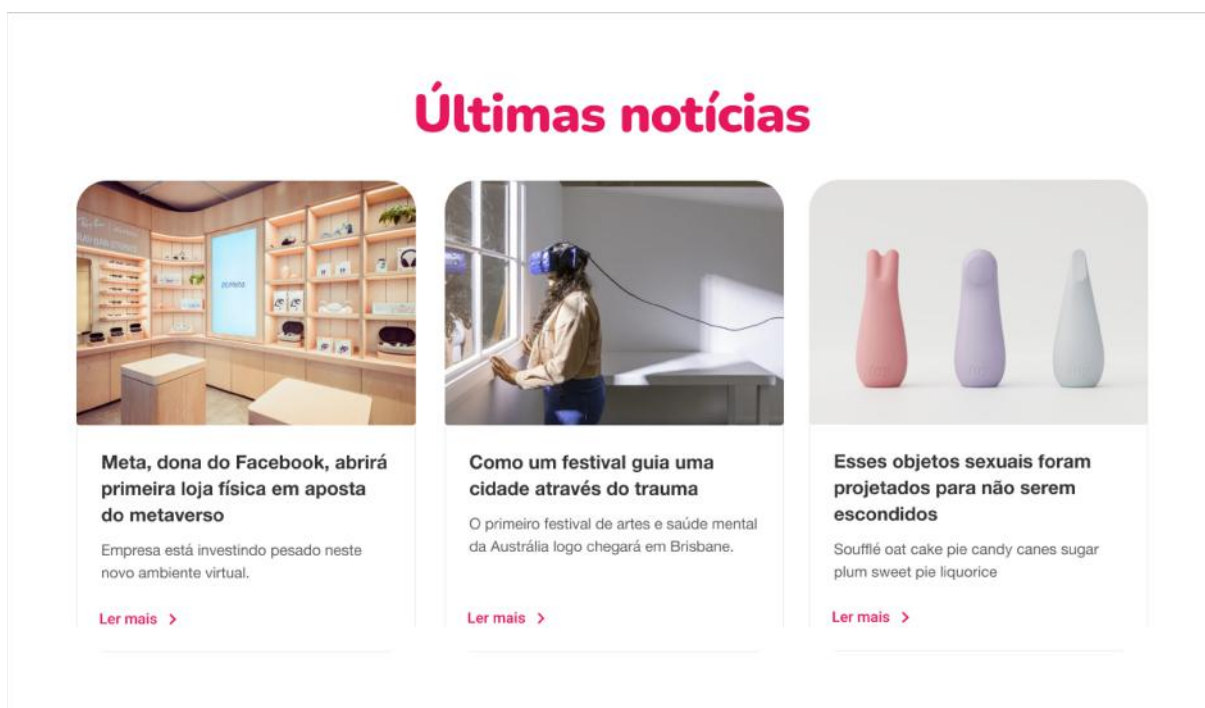 Últimas notícias
Meta
Meta, dona do Facebook, abrirá
primeira loja física em aposta
do metaverso
Empresa está investindo pesado neste
novo ambiente virtual.
Ler mais
Como um festival guia uma
cidade através do trauma
O primeiro festival de artes e saúde mental
da Austrália logo chegará em Brisbane.
Ler mais
Esses objetos sexuais foram
projetados para não serem
escondidos
Soufflé oat cake pie candy canes sugar
plum sweet pie liquorice
Ler mais